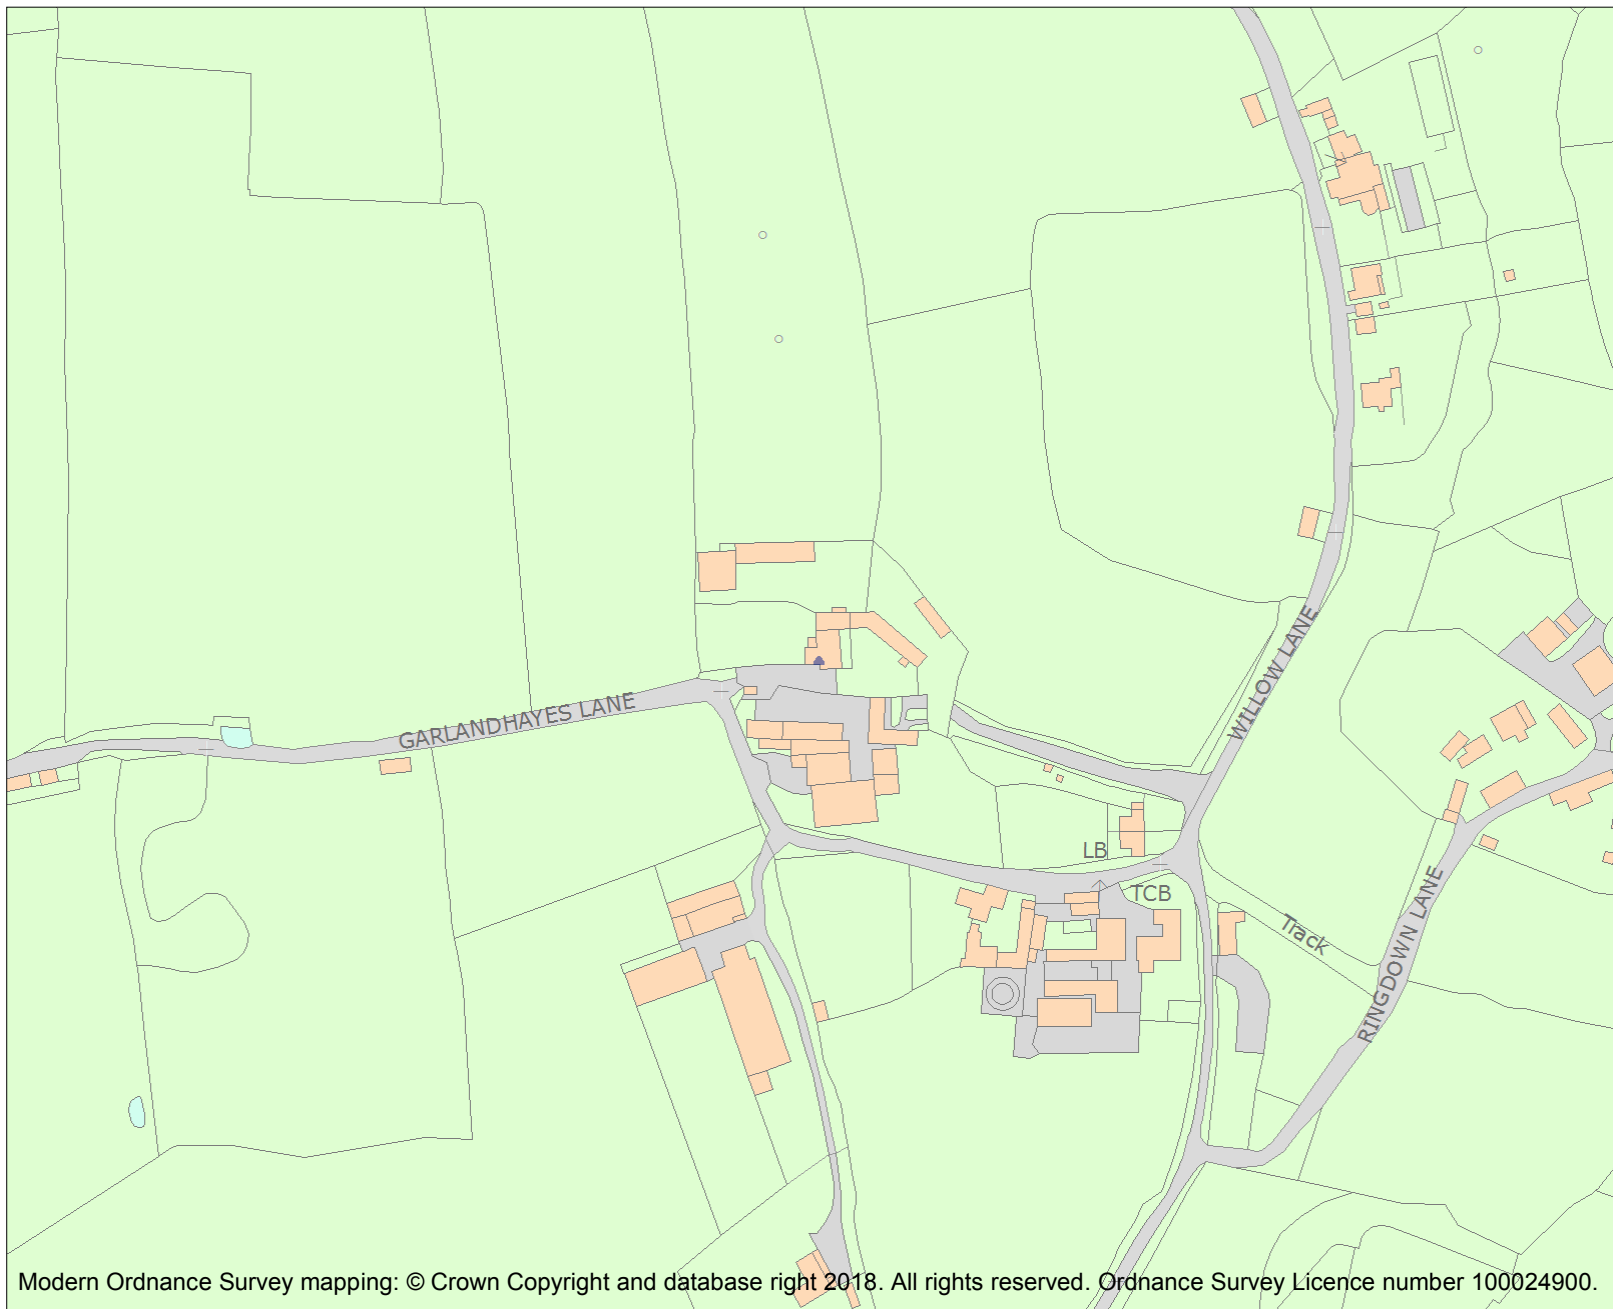 WILLOW LANE
GARLANDHAYES LANE
LB
TCB
Track
RINGDOWN LANE
Modern Ordnance Survey mapping: © Crown Copyright and database right 2018. All rights reserved. Ordnance Survey Licence number 100024900.